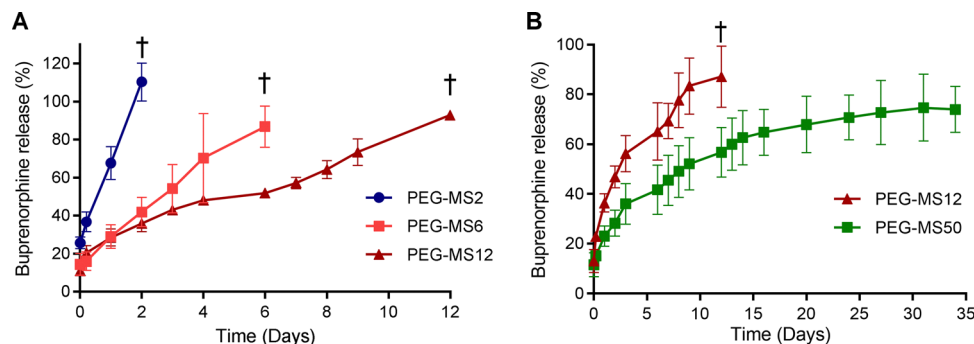 A
Buprenorphine release (%)
120
100
80
60
40
20
0
†
†
†
PEG-MS2
PEG-MS6
PEG-MS12
0 2 4 6 8 10 12
Time (Days)
B
Buprenorphine release (%)
100
80
60
40
20
0
†
PEG-MS12
PEG-MS50
0 5 10 15 20 25 30 35
Time (Days)